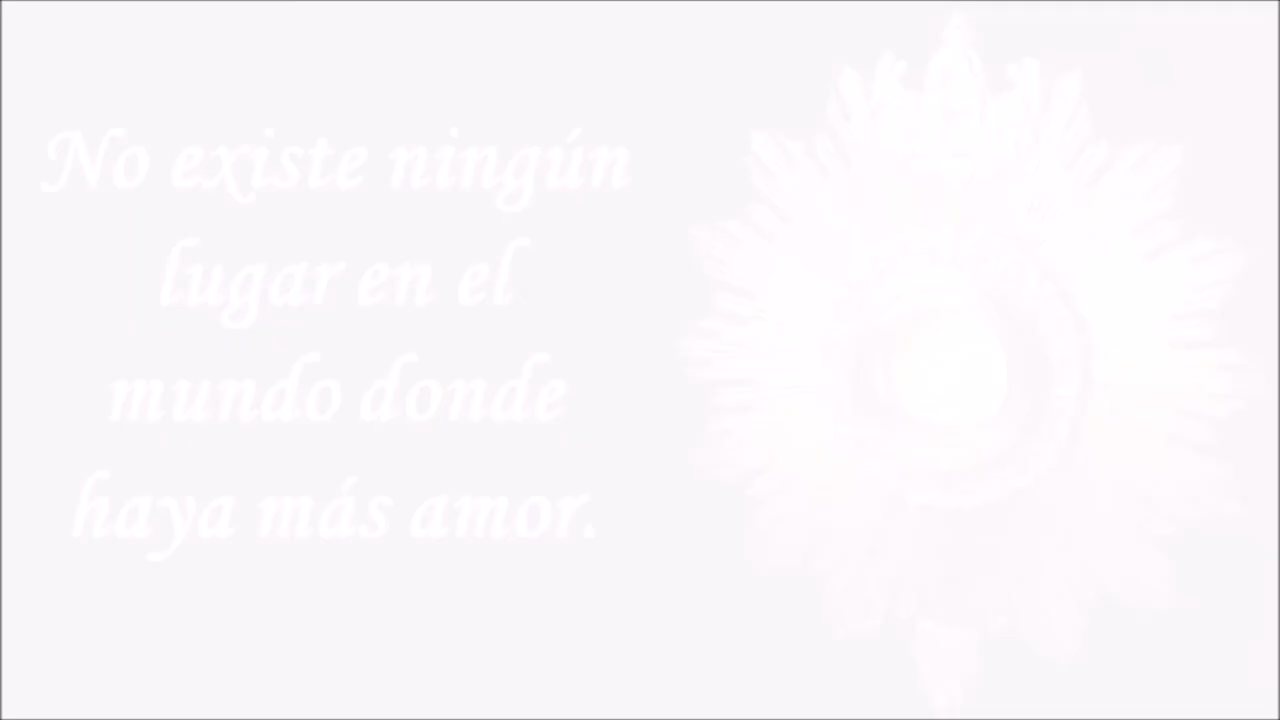 No existe ningún
lugar en el
mundo donde
haya más amor.